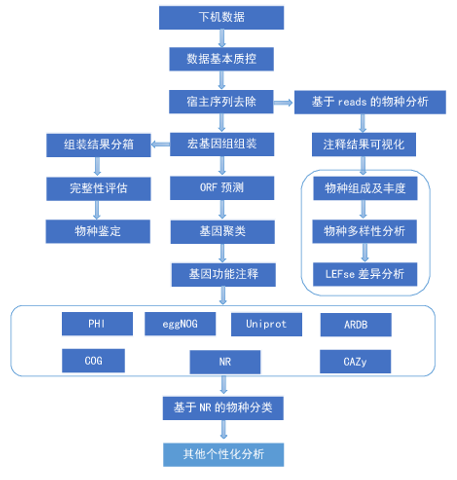 下机数据
数据基本质控
宿主序列去除
基于 reads 的物种分析
组装结果分箱
宏基因组组装
注释结果可视化
完整性评估
ORF 预测
物种组成及丰度
物种鉴定
基因聚类
物种多样性分析
基因功能注释
LEFse 差异分析
PHI
eggNOG
Uniprot
ARDB
COG
NR
CAZy
基于 NR 的物种分类
其他个性化分析